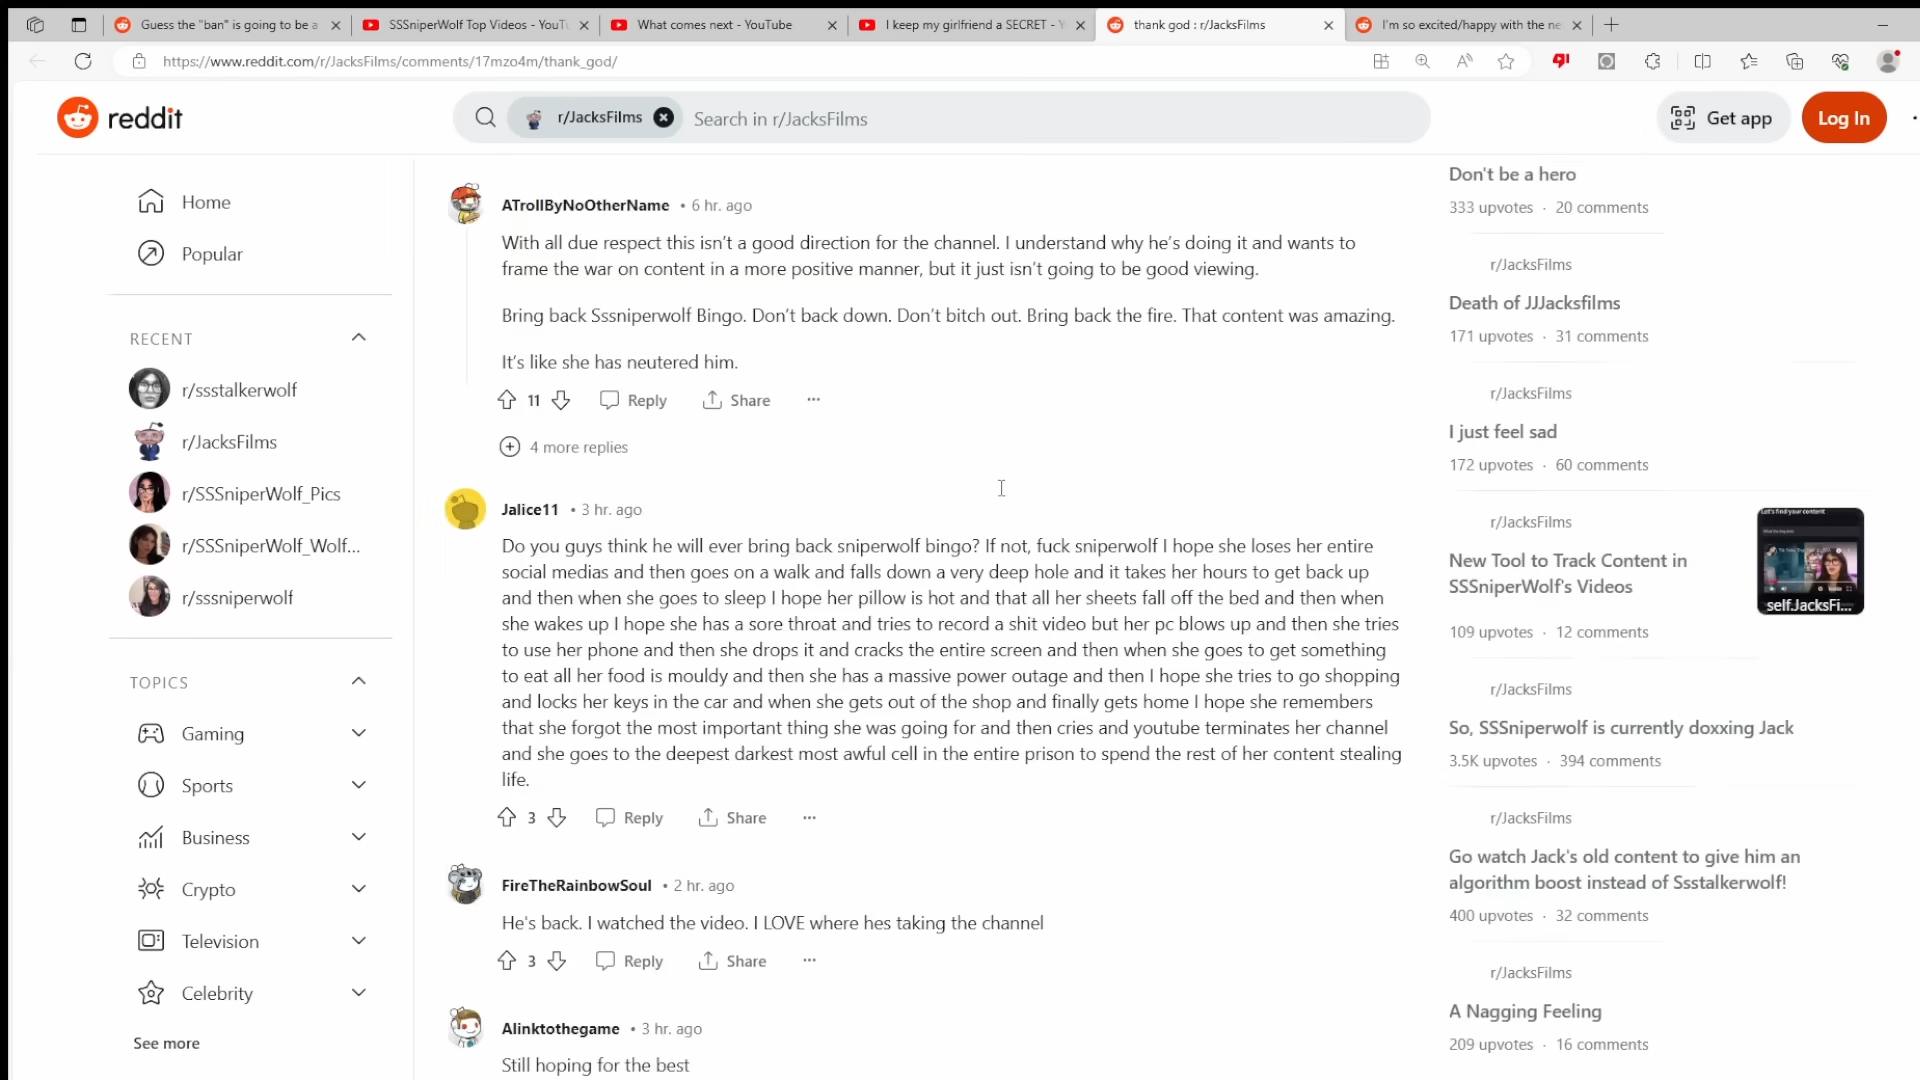 Guess the "ban" is going to be a
SSSniperWolf Top Videos - YouTu
What comes next - YouTube
I keep my girlfriend a SECRET - Y
thank god : r/JacksFilms
I'm so excited/happy with the ne
https://www.reddit.com/r/JacksFilms/comments/17mzo4m/thank_god/
reddit
r/JacksFilms
Search in r/JacksFilms
Get app
Log In
Home
Popular
RECENT
r/ssstalkerwolf
r/JacksFilms
r/SSSniperWolf_Pics
r/SSSniperWolf_Wolf...
r/sssniperwolf
TOPICS
Gaming
Sports
Business
Crypto
Television
Celebrity
See more
ATrollByNoOtherName • 6 hr. ago
With all due respect this isn't a good direction for the channel. I understand why he's doing it and wants to
frame the war on content in a more positive manner, but it just isn't going to be good viewing.
Bring back Sssniperwolf Bingo. Don't back down. Don't bitch out. Bring back the fire. That content was amazing.
It's like she has neutered him.
11 Reply Share ...
4 more replies
Jalice11 • 3 hr. ago
Do you guys think he will ever bring back sniperwolf bingo? If not, fuck sniperwolf I hope she loses her entire
social medias and then goes on a walk and falls down a very deep hole and it takes her hours to get back up
and then when she goes to sleep I hope her pillow is hot and that all her sheets fall off the bed and then when
she wakes up I hope she has a sore throat and tries to record a shit video but her pc blows up and then she tries
to use her phone and then she drops it and cracks the entire screen and then when she goes to get something
to eat all her food is mouldy and then she has a massive power outage and then I hope she tries to go shopping
and locks her keys in the car and when she gets out of the shop and finally gets home I hope she remembers
that she forgot the most important thing she was going for and then cries and youtube terminates her channel
and she goes to the deepest darkest most awful cell in the entire prison to spend the rest of her content stealing
life.
3 Reply Share ...
FireTheRainbowSoul • 2 hr. ago
He's back. I watched the video. I LOVE where hes taking the channel
3 Reply Share ...
Alinktothegame • 3 hr. ago
Still hoping for the best
Don't be a hero
333 upvotes · 20 comments
r/JacksFilms
Death of JJJacksfilms
171 upvotes · 31 comments
r/JacksFilms
I just feel sad
172 upvotes · 60 comments
r/JacksFilms
New Tool to Track Content in
SSSniperWolf's Videos
109 upvotes · 12 comments
Let's find your content
self.JacksFi...
r/JacksFilms
So, SSSniperwolf is currently doxxing Jack
3.5K upvotes · 394 comments
r/JacksFilms
Go watch Jack's old content to give him an
algorithm boost instead of Ssstalkerwolf!
400 upvotes · 32 comments
r/JacksFilms
A Nagging Feeling
209 upvotes · 16 comments